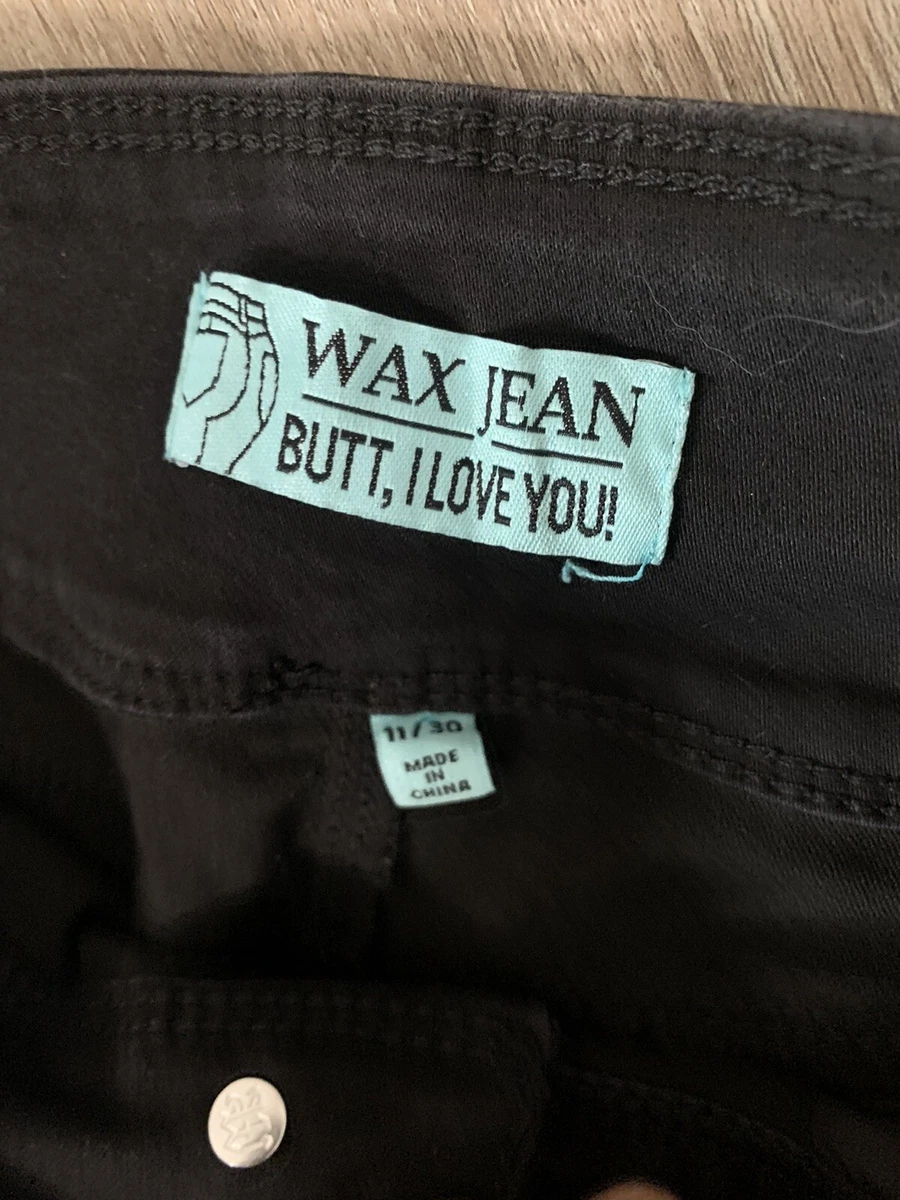 WAX JEAN
BUTT, I LOVE YOU!
11/30
MADE
IN
CHINA